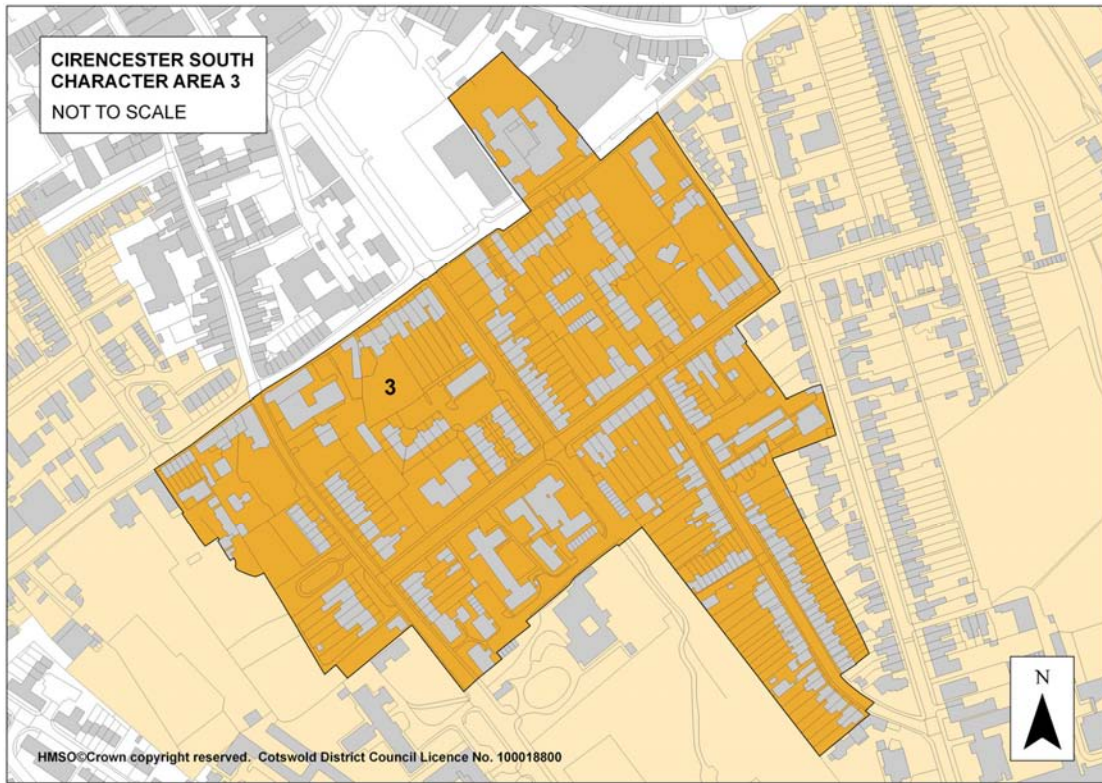 CIRENCESTER SOUTH
CHARACTER AREA 3
NOT TO SCALE
3
N
HMSO©Crown copyright reserved. Cotswold District Council Licence No. 100018800